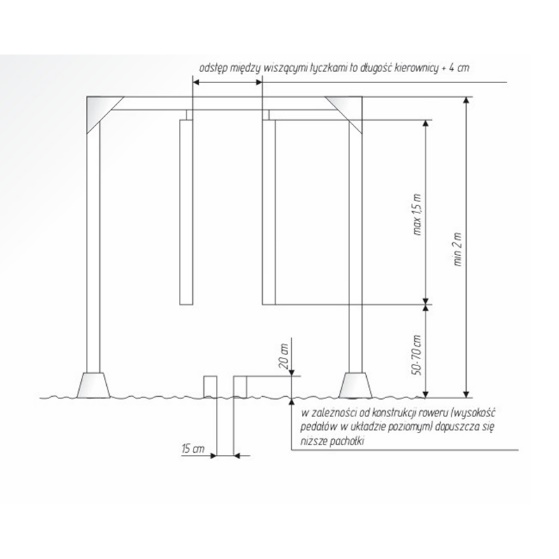 odstęp między wiszącymi tyczkami to długość kierownicy + 4 cm
max 1,5 m
min 2 m
50-70 cm
20 cm
w zależności od konstrukcji roweru (wysokość
pedałów w układzie poziomym) dopuszcza się
niższe pachołki
15 cm